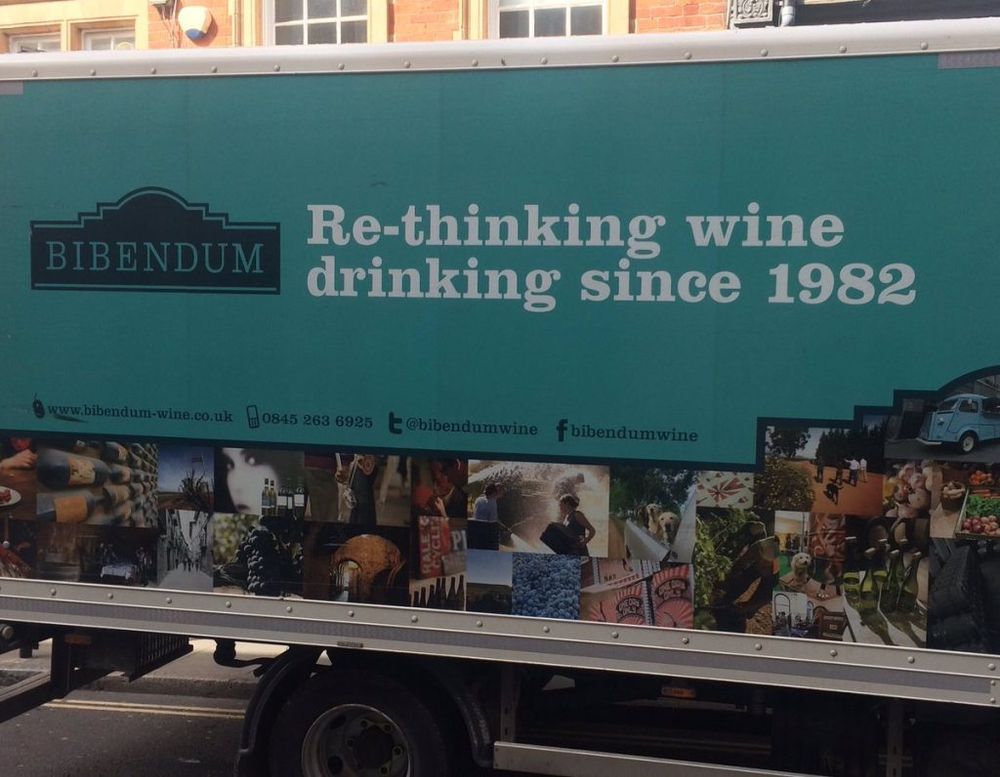 BIBENDUM
Re-thinking wine
drinking since 1982
www.bibendum-wine.co.uk 0845 263 6925 @bibendumwine bibendumwine